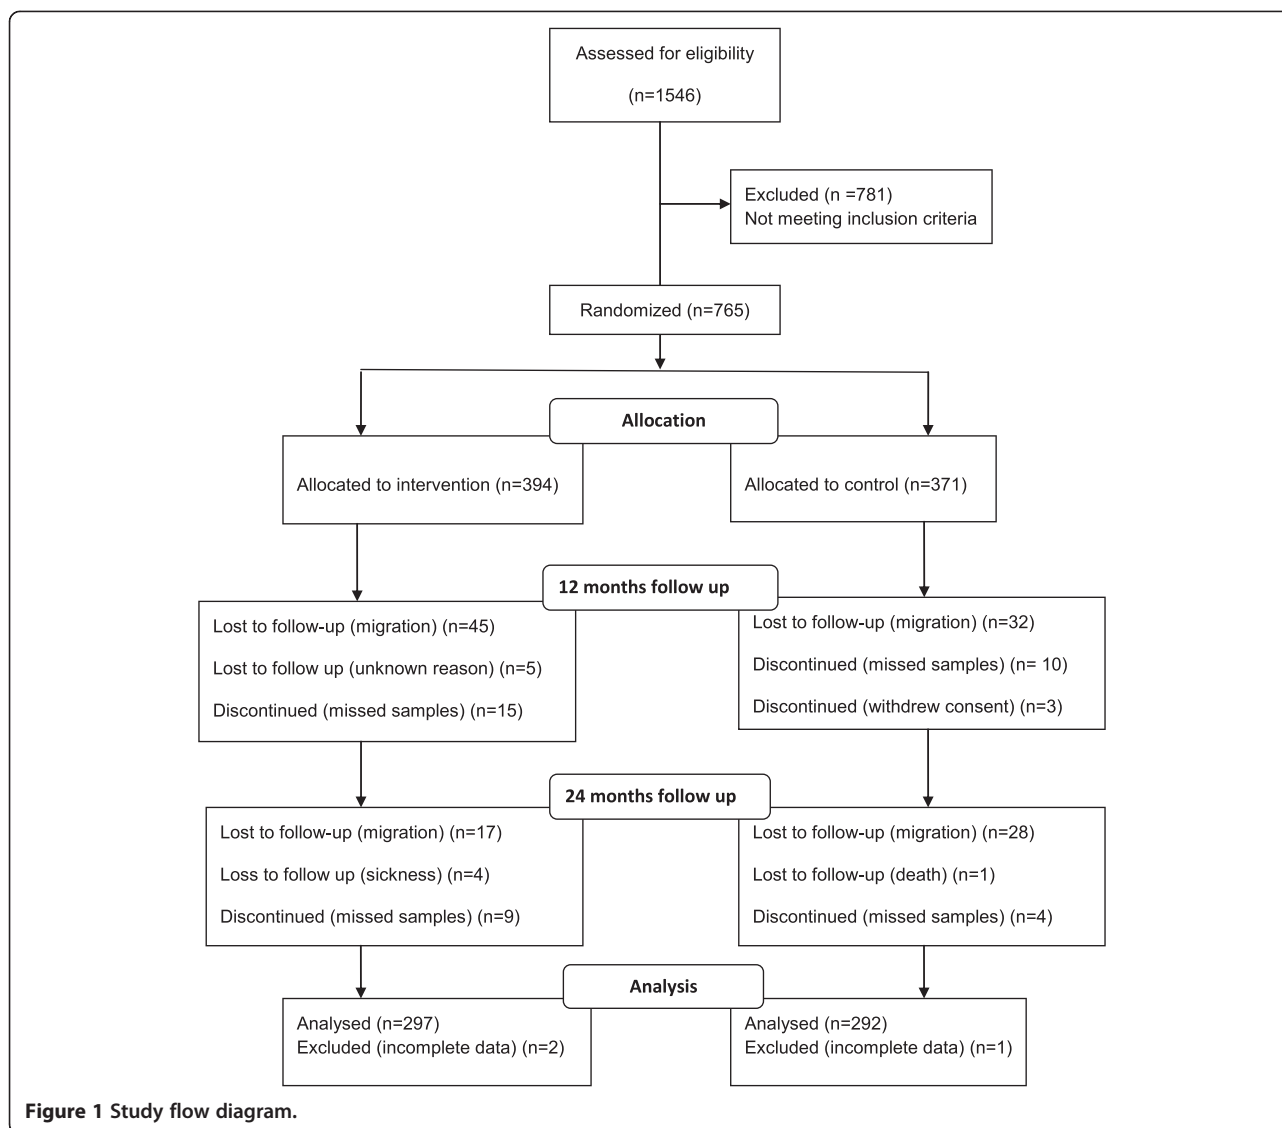 Assessed for eligibility
(n=1546)
Excluded (n =781)
Not meeting inclusion criteria
Randomized (n=765)
Allocation
Allocated to intervention (n=394)
Allocated to control (n=371)
12 months follow up
Lost to follow-up (migration) (n=45)
Lost to follow up (unknown reason) (n=5)
Discontinued (missed samples) (n=15)
Lost to follow-up (migration) (n=32)
Discontinued (missed samples) (n= 10)
Discontinued (withdrew consent) (n=3)
24 months follow up
Lost to follow-up (migration) (n=17)
Loss to follow up (sickness) (n=4)
Discontinued (missed samples) (n=9)
Lost to follow-up (migration) (n=28)
Lost to follow-up (death) (n=1)
Discontinued (missed samples) (n=4)
Analysis
Analysed (n=297)
Excluded (incomplete data) (n=2)
Analysed (n=292)
Excluded (incomplete data) (n=1)
Figure 1 Study flow diagram.